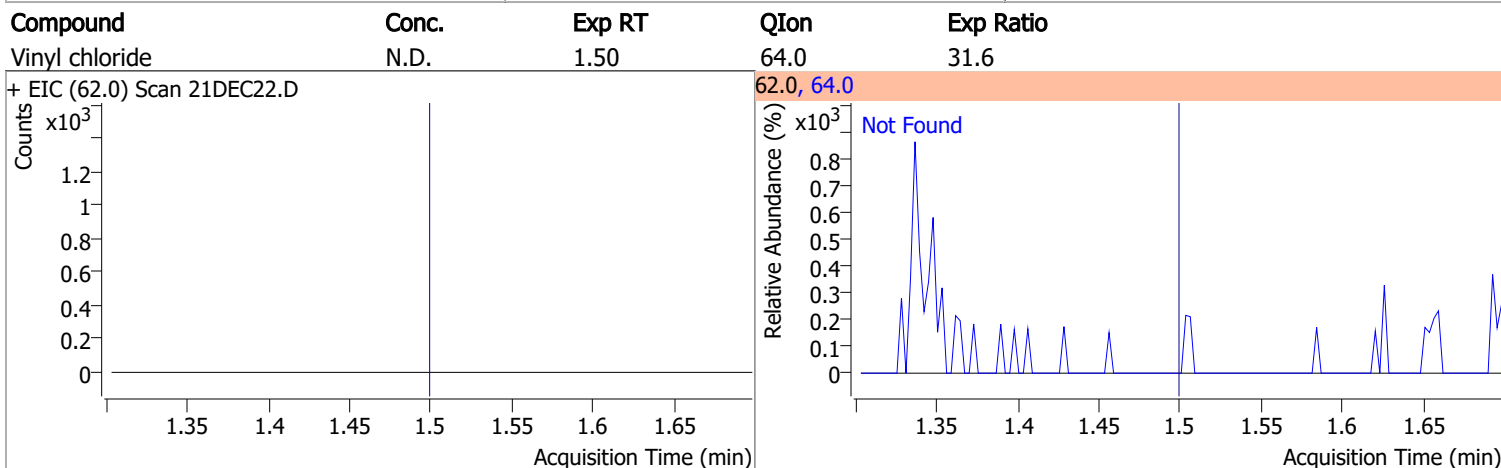 Compound Conc. Exp RT QIon Exp Ratio
Vinyl chloride N.D. 1.50 64.0 31.6
+ EIC (62.0) Scan 21DEC22.D
Counts
x10³
1.2
1
0.8
0.6
0.4
0.2
0
1.35 1.4 1.45 1.5 1.55 1.6 1.65
Acquisition Time (min)
62.0, 64.0
Relative Abundance (%)
x10³
Not Found
0.8
0.7
0.6
0.5
0.4
0.3
0.2
0.1
0
1.35 1.4 1.45 1.5 1.55 1.6 1.65
Acquisition Time (min)